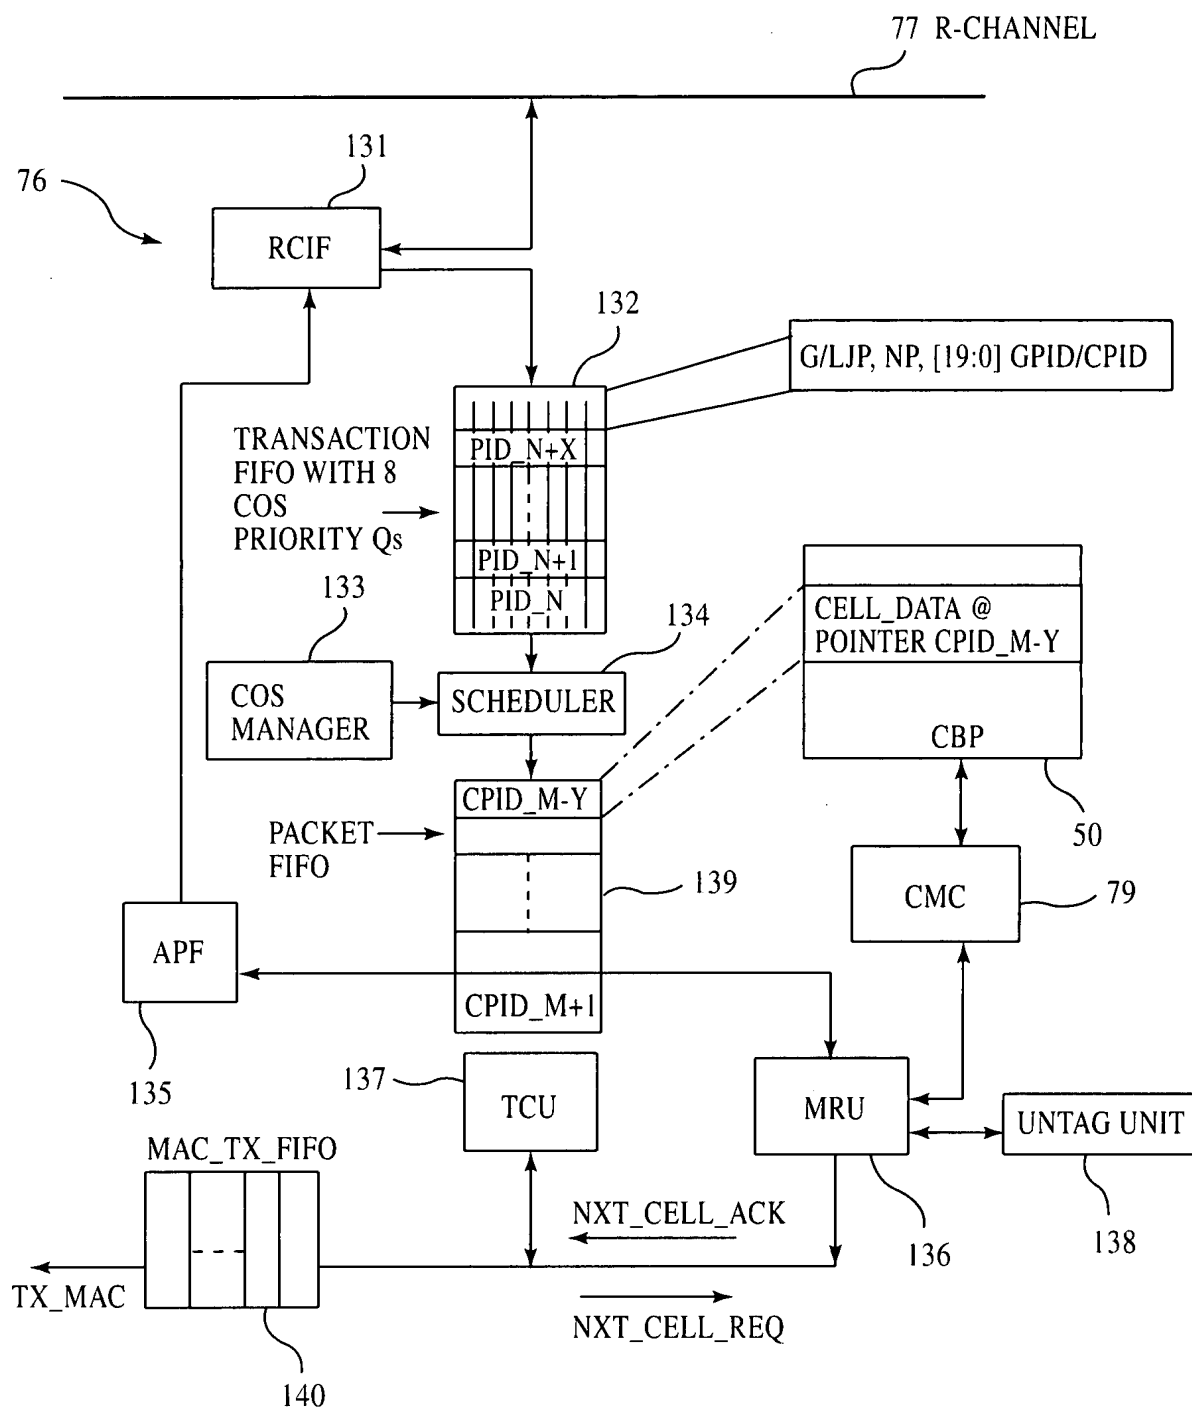 77 R-CHANNEL
131
76
RCIF
132
G/LJP, NP, [19:0] GPID/CPID
TRANSACTION
FIFO WITH 8
COS
PRIORITY Qs
PID_N+X
PID_N+1
PID_N
133
134
CELL_DATA @
POINTER CPID_M-Y
COS
MANAGER
SCHEDULER
CBP
CPID_M-Y
PACKET
FIFO
50
139
CMC
79
APF
CPID_M+1
135
137
TCU
MRU
UNTAG UNIT
MAC_TX_FIFO
NXT_CELL_ACK
136
138
TX_MAC
NXT_CELL_REQ
140